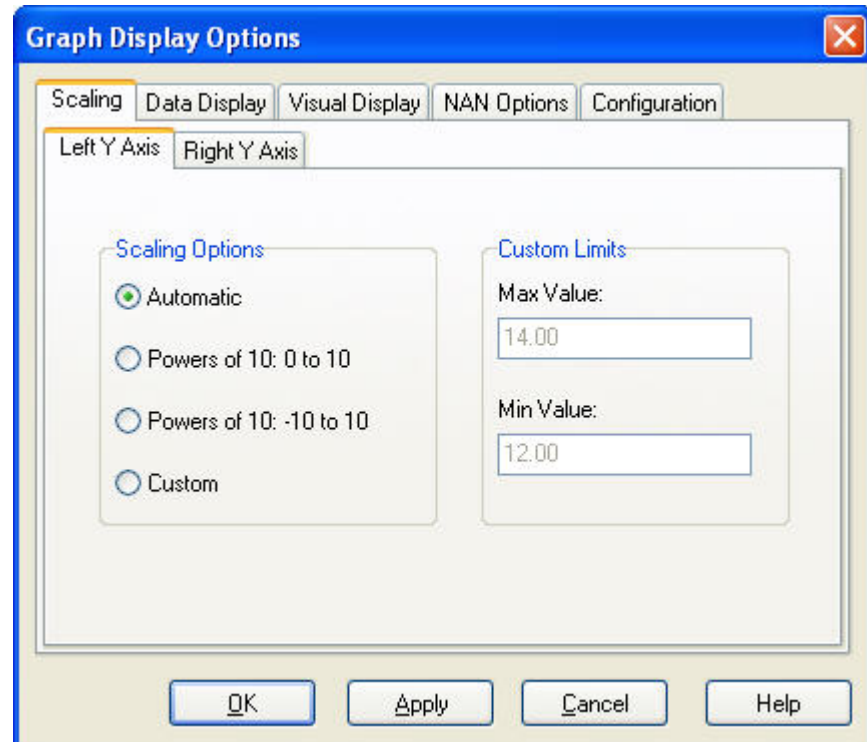 Graph Display Options
Scaling Data Display Visual Display NAN Options Configuration
Left Y Axis Right Y Axis
Scaling Options
Automatic
Powers of 10: 0 to 10
Powers of 10: -10 to 10
Custom
Custom Limits
Max Value:
14.00
Min Value:
12.00
OK Apply Cancel Help